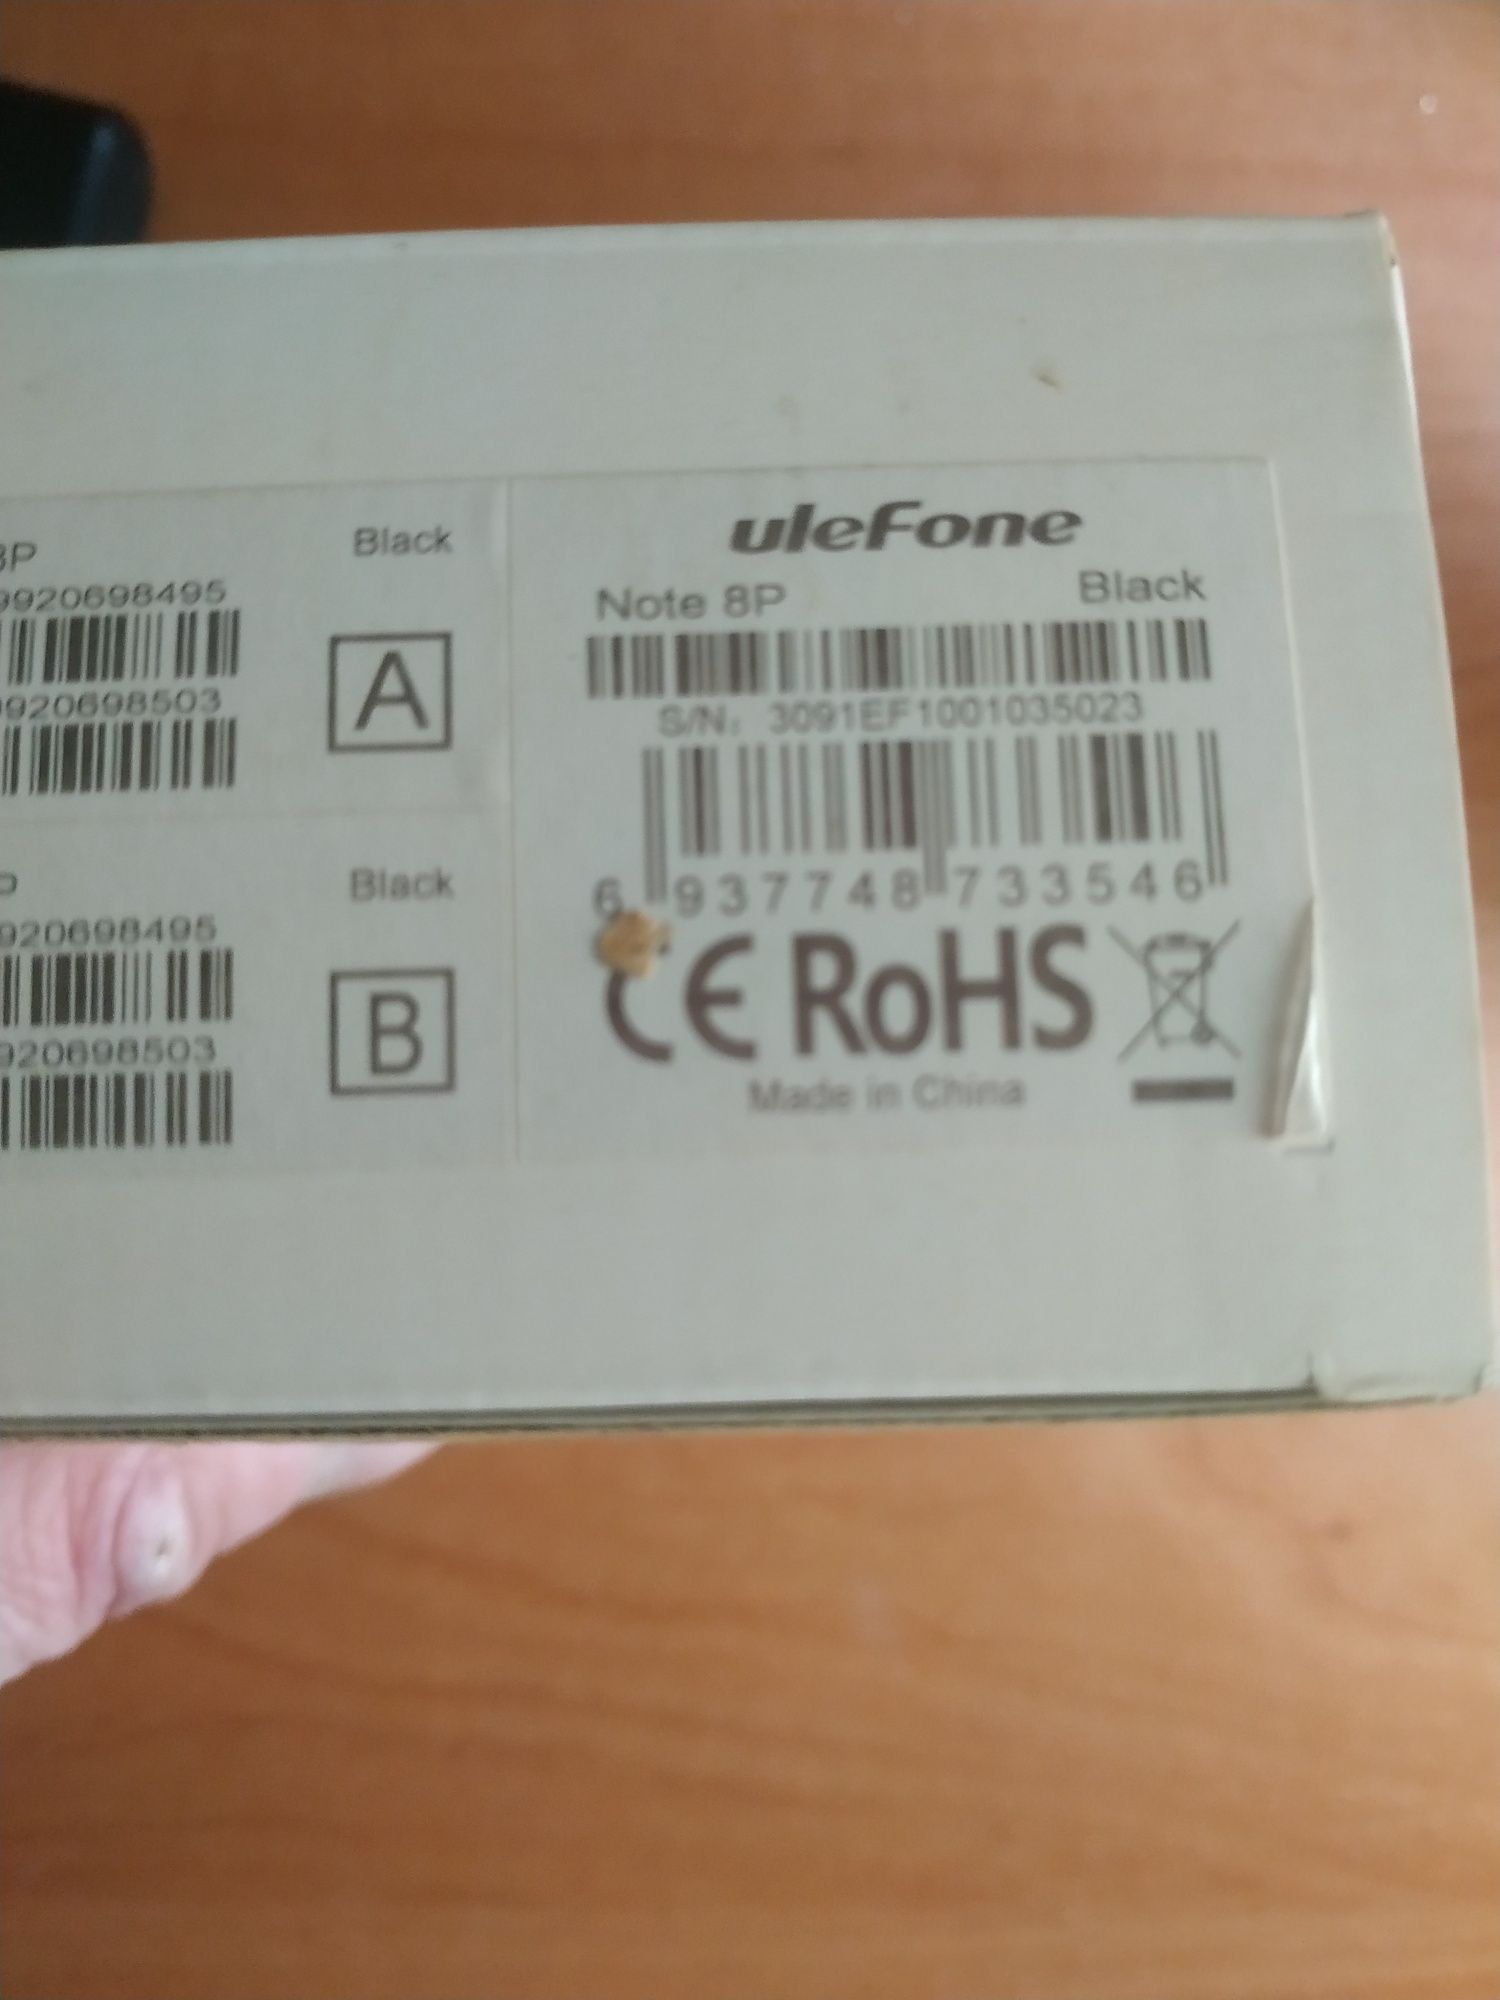 8P
Black
9920698495
A
9920698503
Black
920698495
B
920698503
uleFone
Note 8P
Black
S/N: 3091EF1001035023
6 937748 733546
CE RoHS
Made in China